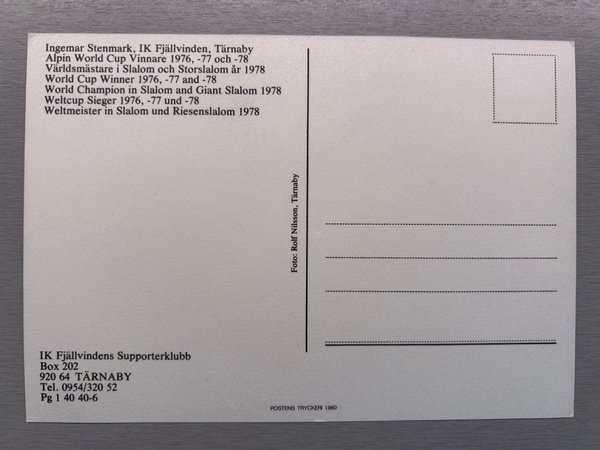 Ingemar Stenmark, IK Fjällvinden, Tärnaby
Alpin World Cup Vinnare 1976, -77 och -78
Världsmästare i Slalom och Storslalom år 1978
World Cup Winner 1976, -77 and -78
World Champion in Slalom and Giant Slalom 1978
Weltcup Sieger 1976, -77 und -78
Weltmeister in Slalom und Riesenslalom 1978
Foto: Rolf Nilsson, Tärnaby
IK Fjällvindens Supporterklubb
Box 202
920 64 TÄRNABY
Tel. 0954/320 52
Pg 1 40 40-6
POSTENS TRYCKERI 1980